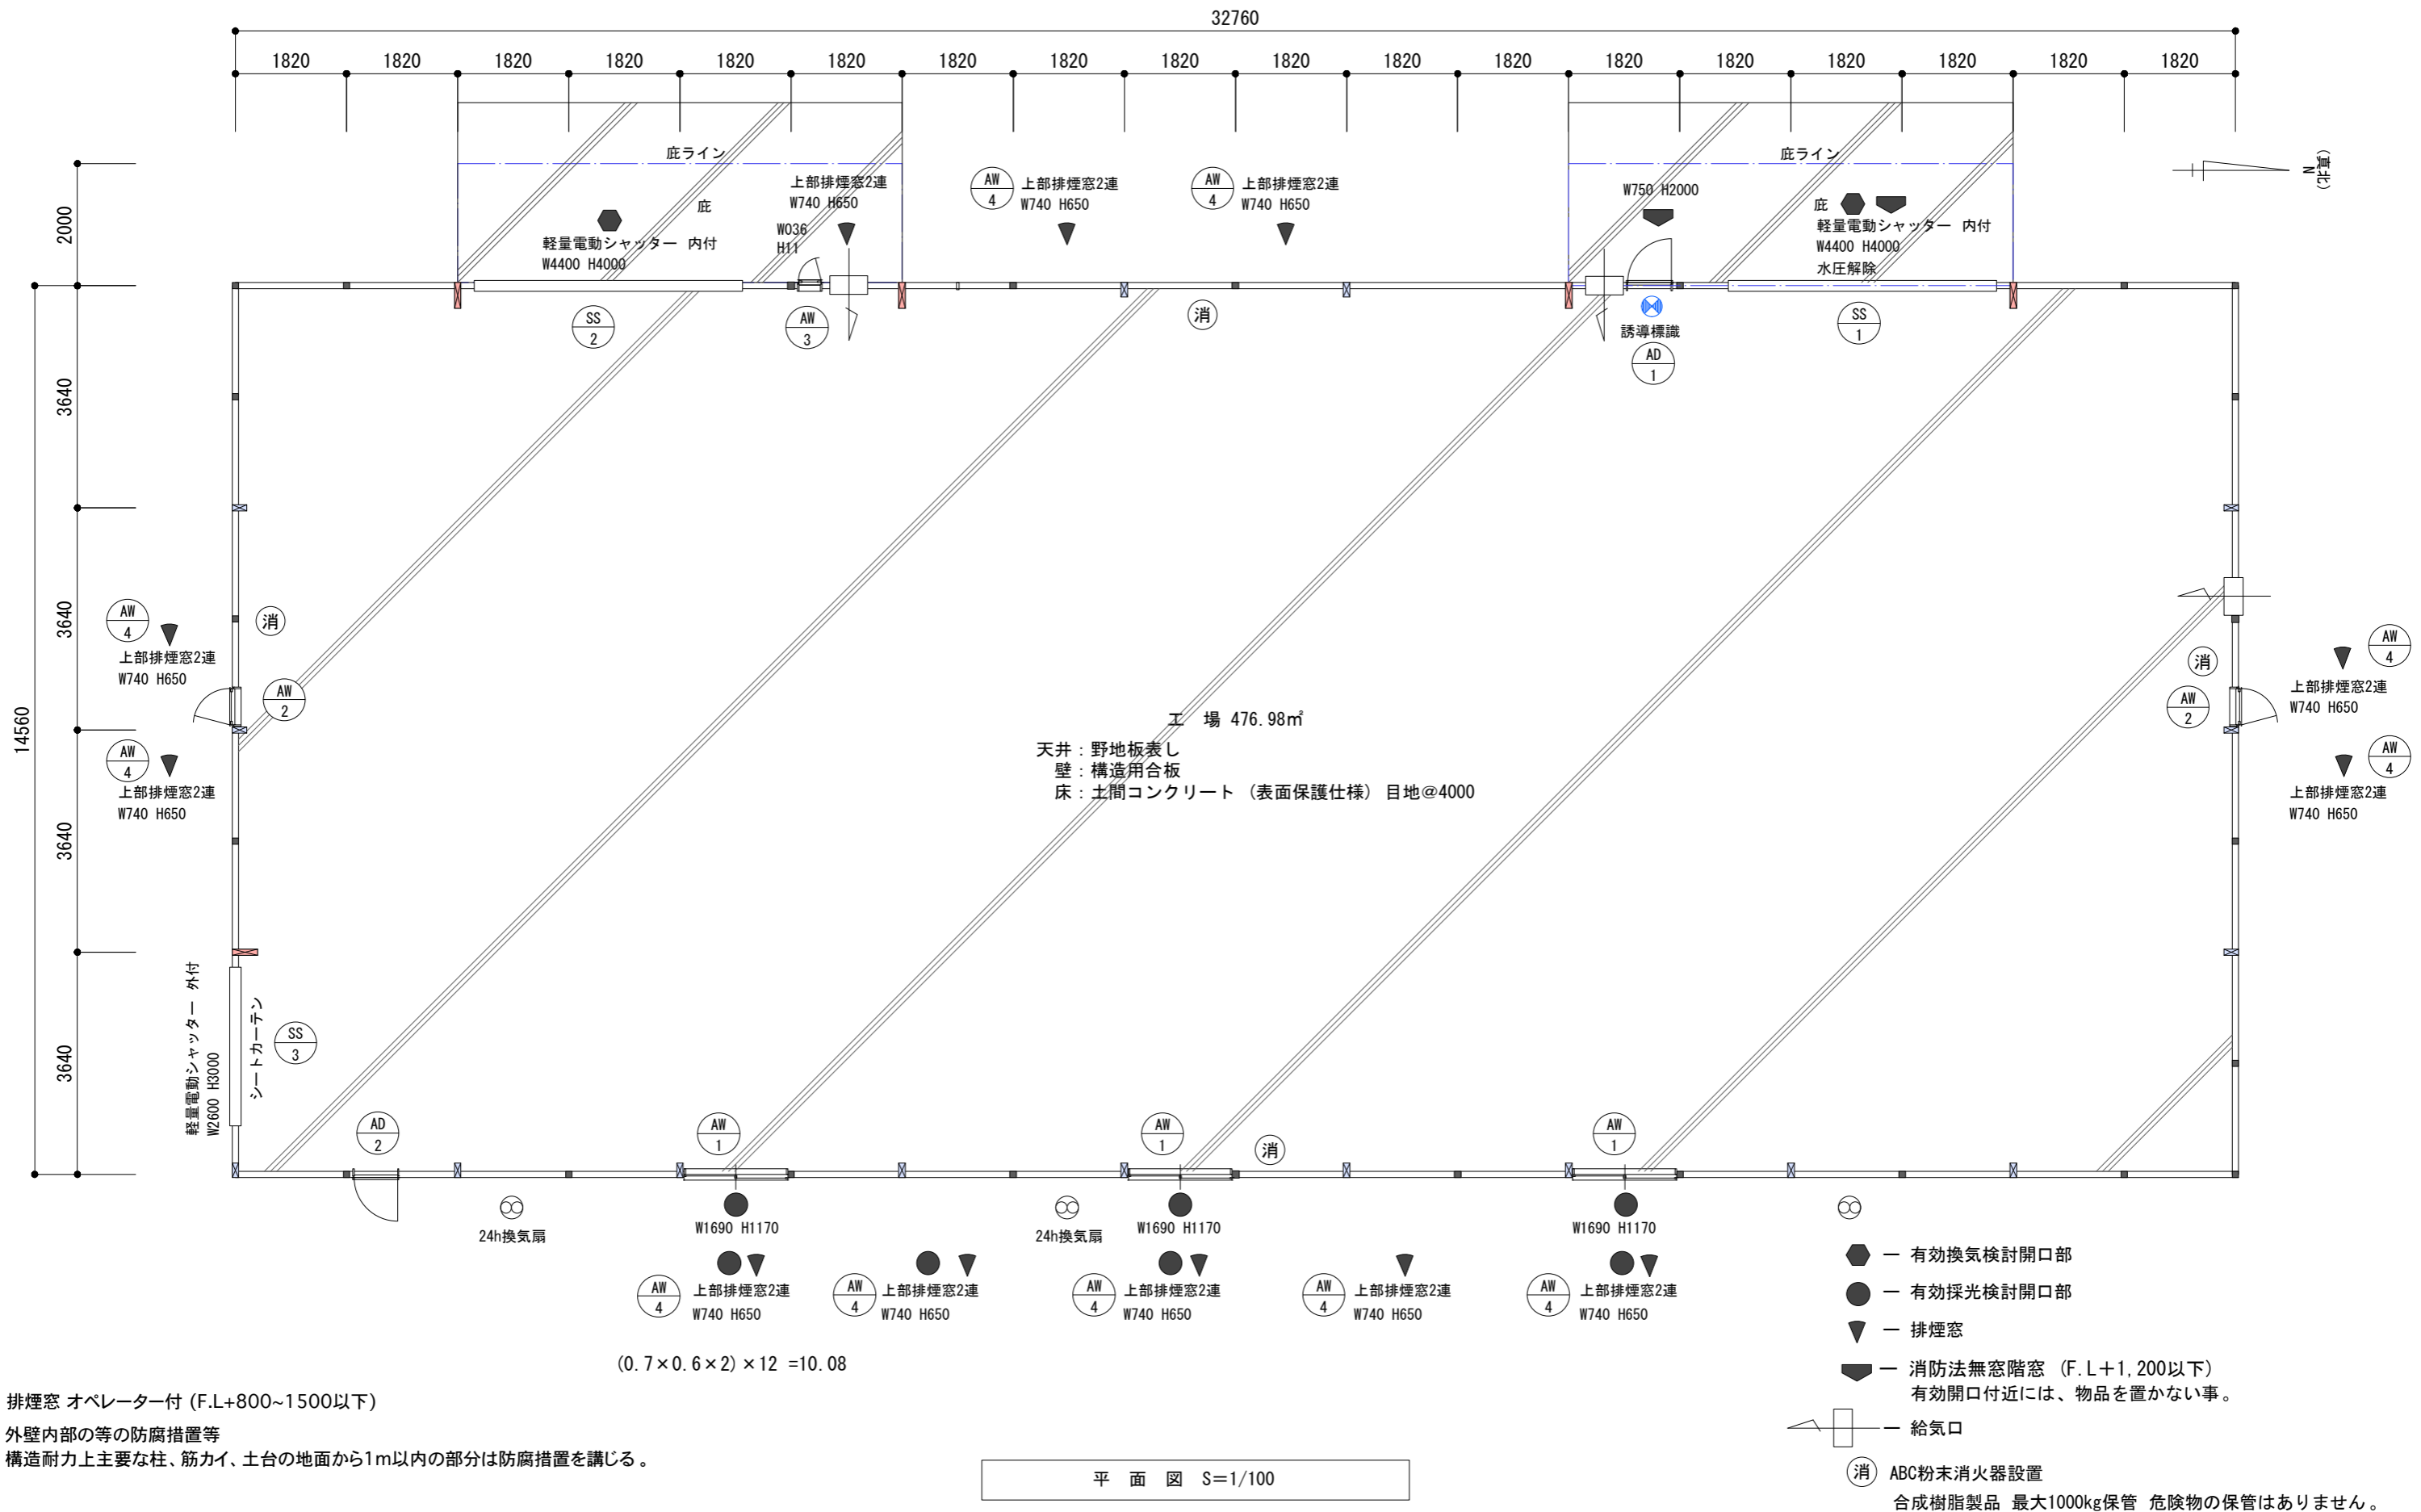 32760
1820 1820 1820 1820 1820 1820 1820 1820 1820 1820 1820 1820 1820 1820 1820 1820 1820 1820
庇ライン
庇ライン
N
(真北)
上部排煙窓2連
W740 H650
AW
4
上部排煙窓2連
W740 H650
AW
4
上部排煙窓2連
W740 H650
W750 H2000
2000
庇
庇
軽量電動シャッター 内付
W4400 H4000
W036
H11
軽量電動シャッター 内付
W4400 H4000
水圧解除
SS
2
AW
3
消
誘導標識
AD
1
SS
1
3640
3640
3640
3640
14560
AW
4
上部排煙窓2連
W740 H650
消
AW
2
AW
4
上部排煙窓2連
W740 H650
消
AW
2
AW
4
上部排煙窓2連
W740 H650
AW
4
上部排煙窓2連
W740 H650
工 場 476.98㎡
天井：野地板表し
壁：構造用合板
床：土間コンクリート （表面保護仕様） 目地@4000
軽量電動シャッター 外付
W2600 H3000
シートカーテン
SS
3
AD
2
AW
1
AW
1
消
AW
1
24h換気扇
W1690 H1170
24h換気扇
W1690 H1170
W1690 H1170
AW
4
上部排煙窓2連
W740 H650
AW
4
上部排煙窓2連
W740 H650
AW
4
上部排煙窓2連
W740 H650
AW
4
上部排煙窓2連
W740 H650
AW
4
上部排煙窓2連
W740 H650
(0.7×0.6×2)×12 =10.08
排煙窓 オペレーター付 (F.L+800~1500以下)
外壁内部の等の防腐措置等
構造耐力上主要な柱、筋カイ、土台の地面から1m以内の部分は防腐措置を講じる。
平 面 図 S＝1/100
― 有効換気検討開口部
― 有効採光検討開口部
― 排煙窓
― 消防法無窓階窓 (F.L＋1,200以下)
有効開口付近には、物品を置かない事。
― 給気口
消 ABC粉末消火器設置
合成樹脂製品 最大1000kg保管 危険物の保管はありません。